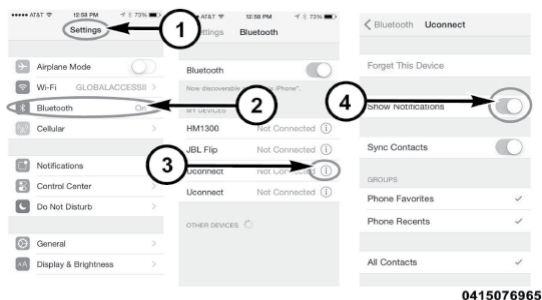 AT&T 12:58 PM 73%
Settings
1
Airplane Mode
Wi-Fi GLOBALACCESSII
Bluetooth On
2
Cellular
Notifications
Control Center
Do Not Disturb
General
Display & Brightness
AT&T 12:58 PM 73%
Settings Bluetooth
Bluetooth
Now discoverable iPhone".
MY DEVICES
HM1300 Not Connected
JBL Flip Not Connected
3
Uconnect Not Connected
Uconnect Not Connected
OTHER DEVICES
Bluetooth Uconnect
Forget This Device
4
Show Notifications
Sync Contacts
GROUPS
Phone Favorites
Phone Recents
All Contacts
0415076965